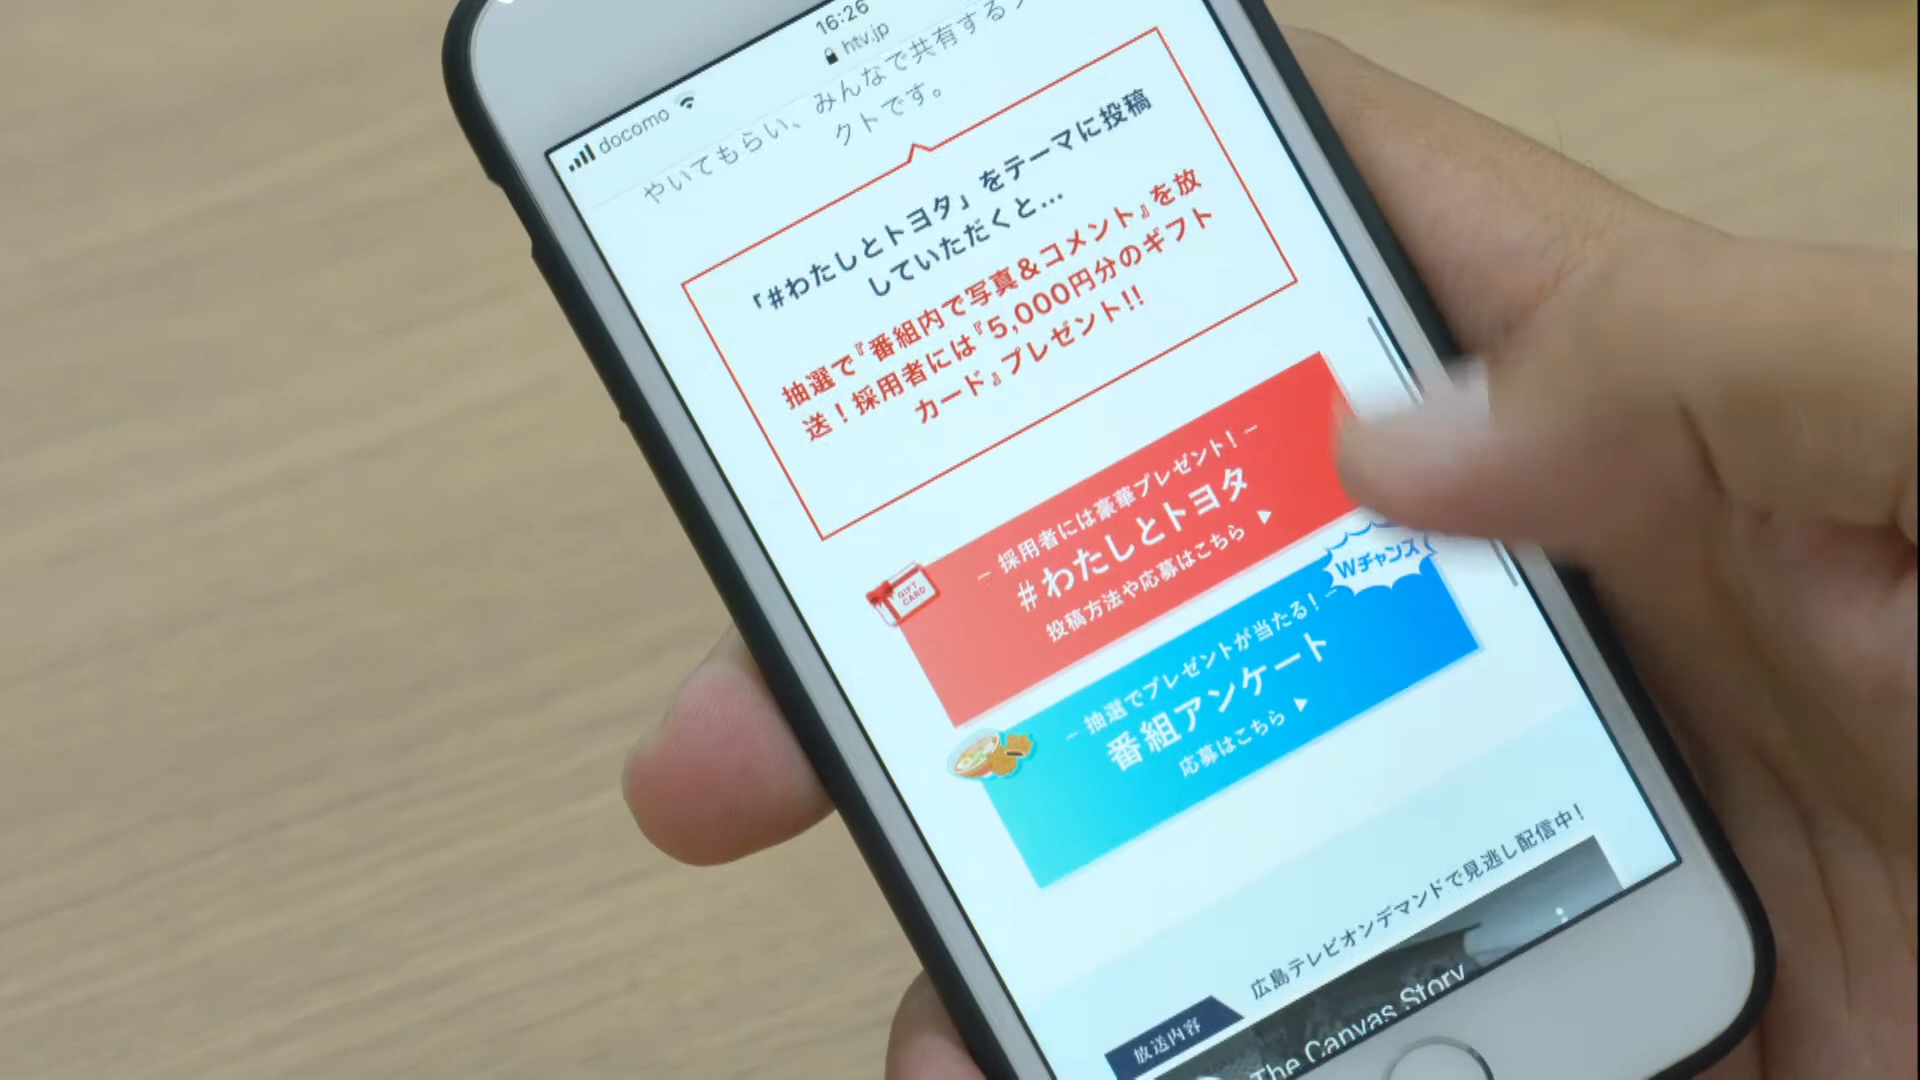 docomo
16:26
htv.jp
やいてもらい、みんなで共有する
クトです。
「#わたしとトヨタ」をテーマに投稿
していただくと…
抽選で『番組内で写真&コメント』を放
送！採用者には『5,000円分のギフト
カード』プレゼント!!
GIFT
CARD
– 採用者には豪華プレゼント！ –
#わたしとトヨタ
投稿方法や応募はこちら ▶
Wチャンス
– 抽選でプレゼントが当たる！ –
番組アンケート
応募はこちら ▶
広島テレビオンデマンドで見逃し配信中！
放送内容
The Canvas Story